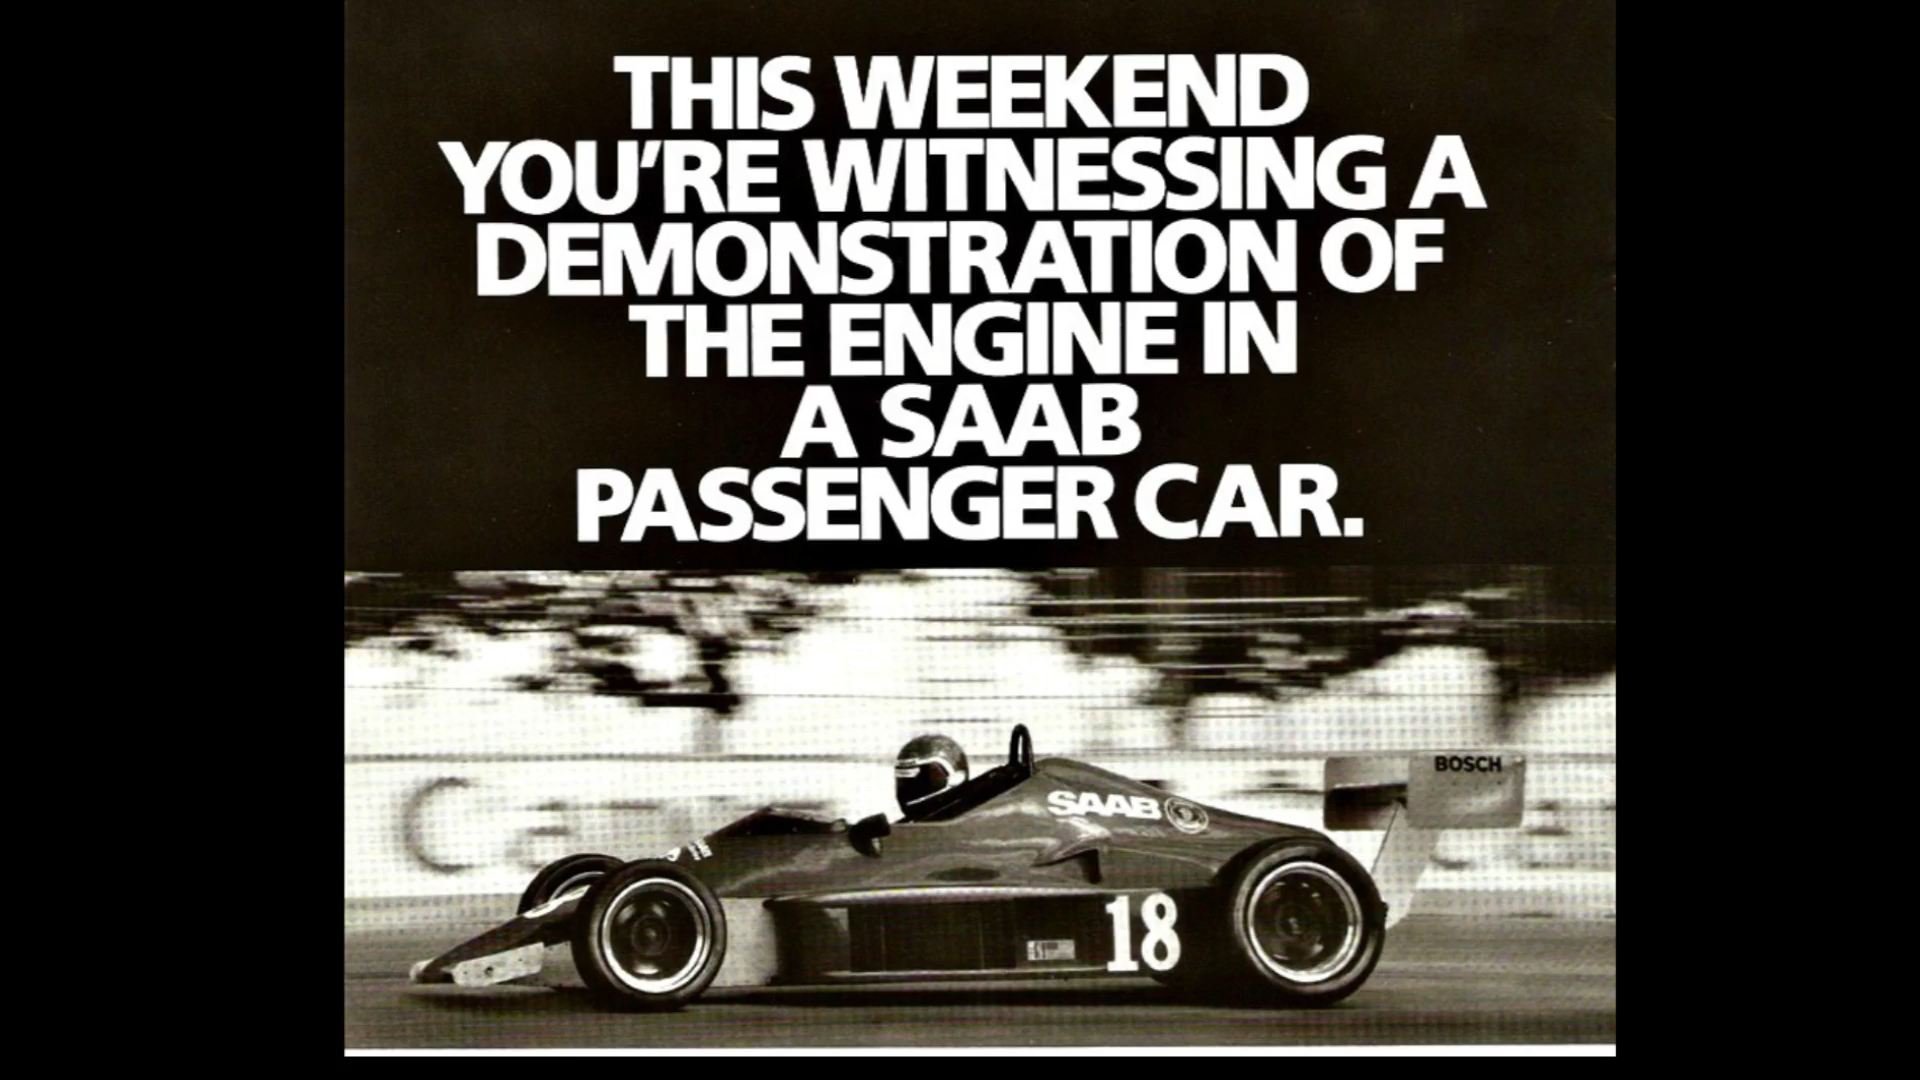 THIS WEEKEND
YOU'RE WITNESSING A
DEMONSTRATION OF
THE ENGINE IN
A SAAB
PASSENGER CAR.
BOSCH
SAAB
18